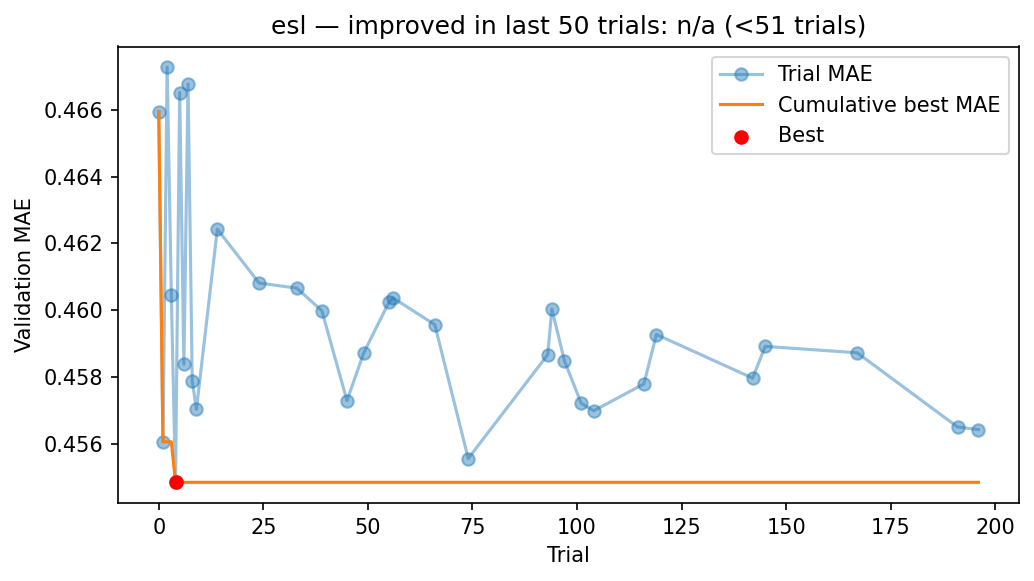 esl — improved in last 50 trials: n/a (<51 trials)
Trial MAE
Cumulative best MAE
Best
Validation MAE
0.466
0.464
0.462
0.460
0.458
0.456
0
25
50
75
100
125
150
175
200
Trial